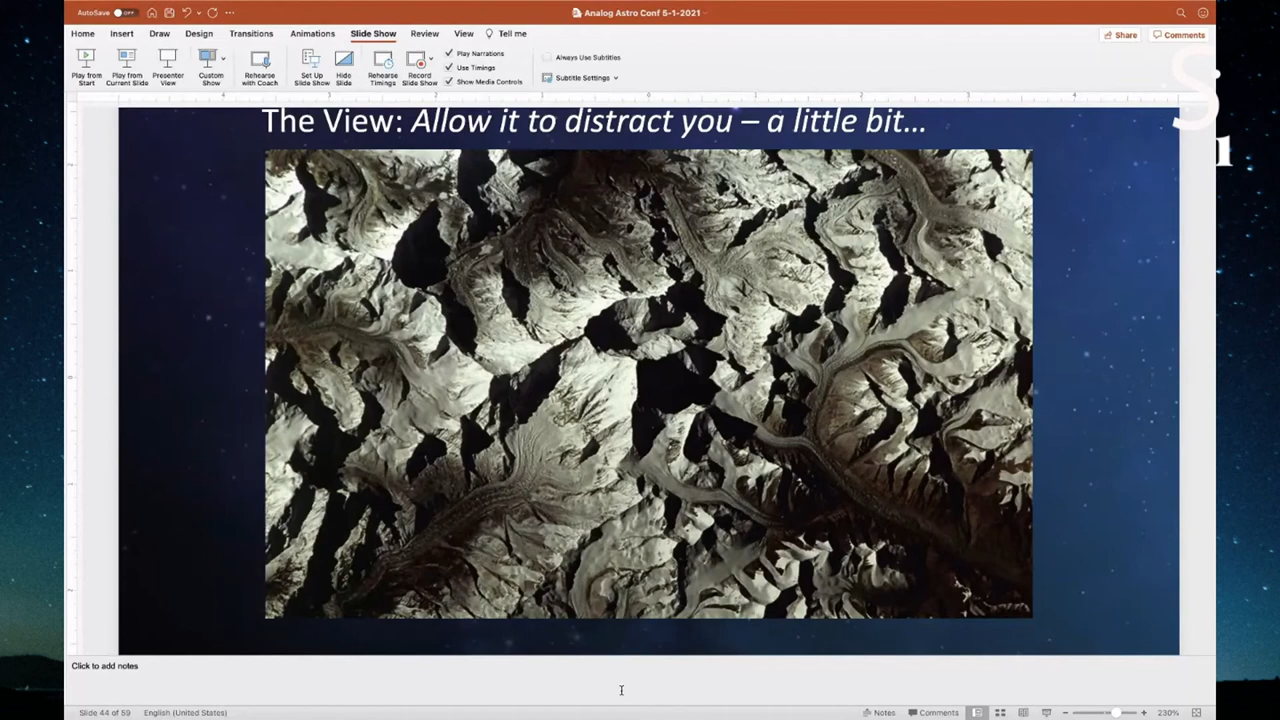 AutoSave OFF
Analog Astro Conf 5-1-2021
Home Insert Draw Design Transitions Animations Slide Show Review View Tell me
Share Comments
Play from Start
Play from Current Slide
Presenter View
Custom Show
Rehearse with Coach
Set Up Slide Show
Hide Slide
Rehearse Timings
Record Slide Show
Play Narrations
Use Timings
Show Media Controls
Always Use Subtitles
Subtitle Settings
The View: Allow it to distract you – a little bit...
Click to add notes
Slide 44 of 59 English (United States) Notes Comments 230%